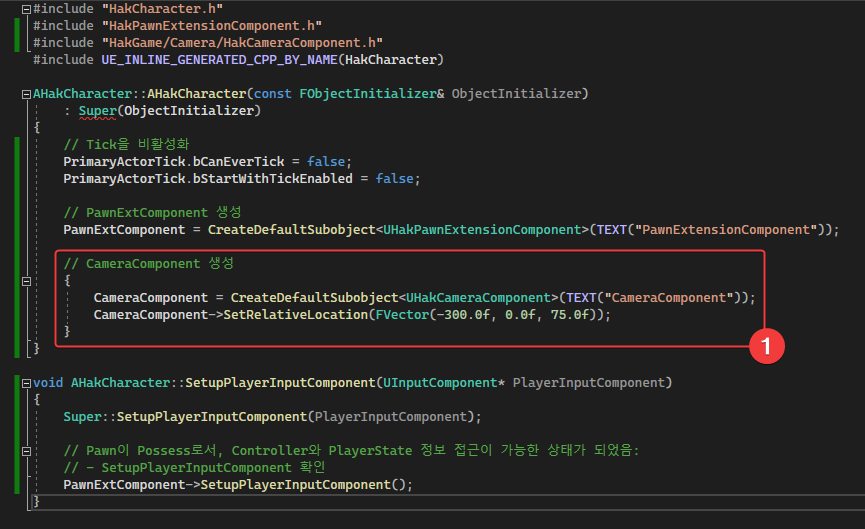 #include "HakCharacter.h"
#include "HakPawnExtensionComponent.h"
#include "HakGame/Camera/HakCameraComponent.h"
#include UE_INLINE_GENERATED_CPP_BY_NAME(HakCharacter)
AHakCharacter::AHakCharacter(const FObjectInitializer& ObjectInitializer)
: Super(ObjectInitializer)
{
// Tick을 비활성화
PrimaryActorTick.bCanEverTick = false;
PrimaryActorTick.bStartWithTickEnabled = false;
// PawnExtComponent 생성
PawnExtComponent = CreateDefaultSubobject<UHakPawnExtensionComponent>(TEXT("PawnExtensionComponent"));
// CameraComponent 생성
{
CameraComponent = CreateDefaultSubobject<UHakCameraComponent>(TEXT("CameraComponent"));
CameraComponent->SetRelativeLocation(FVector(-300.0f, 0.0f, 75.0f));
}
1
}
void AHakCharacter::SetupPlayerInputComponent(UInputComponent* PlayerInputComponent)
{
Super::SetupPlayerInputComponent(PlayerInputComponent);
// Pawn이 Possess로서, Controller와 PlayerState 정보 접근이 가능한 상태가 되었음:
// - SetupPlayerInputComponent 확인
PawnExtComponent->SetupPlayerInputComponent();
}